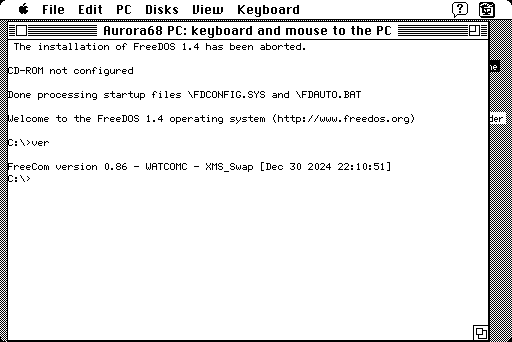 File Edit PC Disks View Keyboard
Aurora68 PC: keyboard and mouse to the PC
The installation of FreeDOS 1.4 has been aborted.
CD-ROM not configured
Done processing startup files \FDCONFIG.SYS and \FDAUTO.BAT
Welcome to the FreeDOS 1.4 operating system (http://www.freedos.org)
C:\>ver
FreeCom version 0.86 - WATCOMC - XMS_Swap [Dec 30 2024 22:10:51]
C:\>